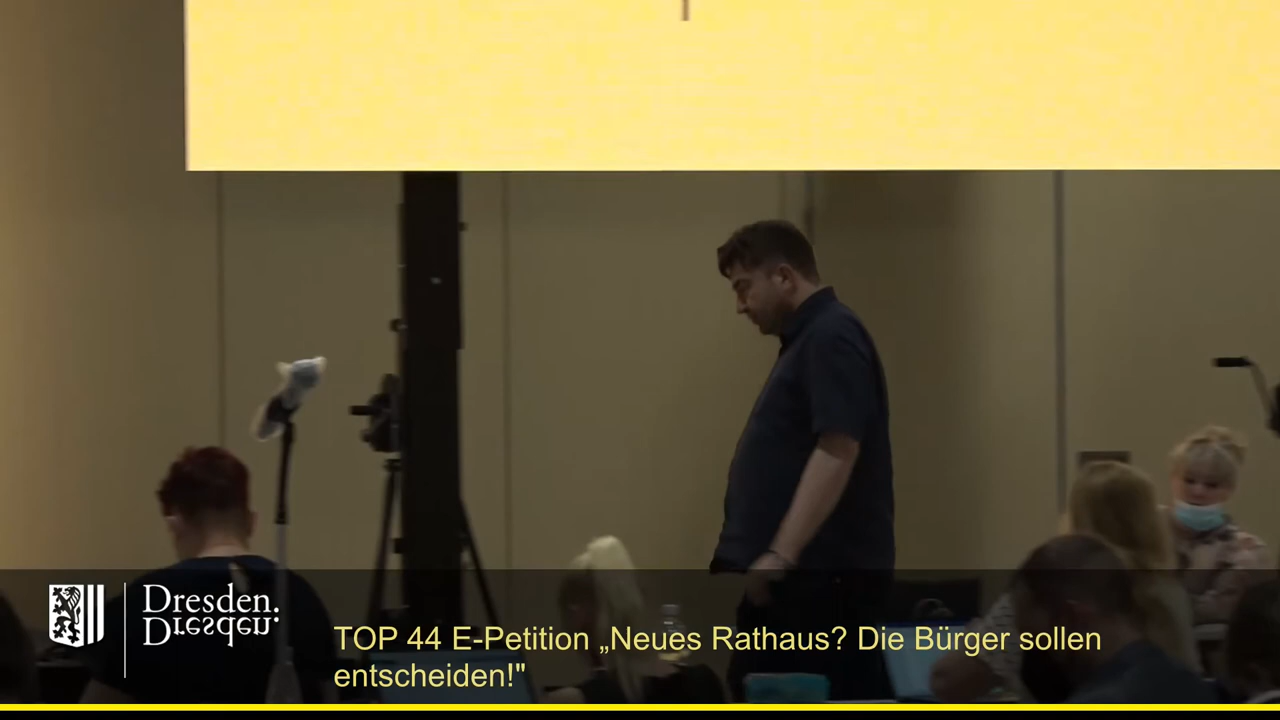 Dresden.
Dresden.
TOP 44 E-Petition „Neues Rathaus? Die Bürger sollen
entscheiden!"